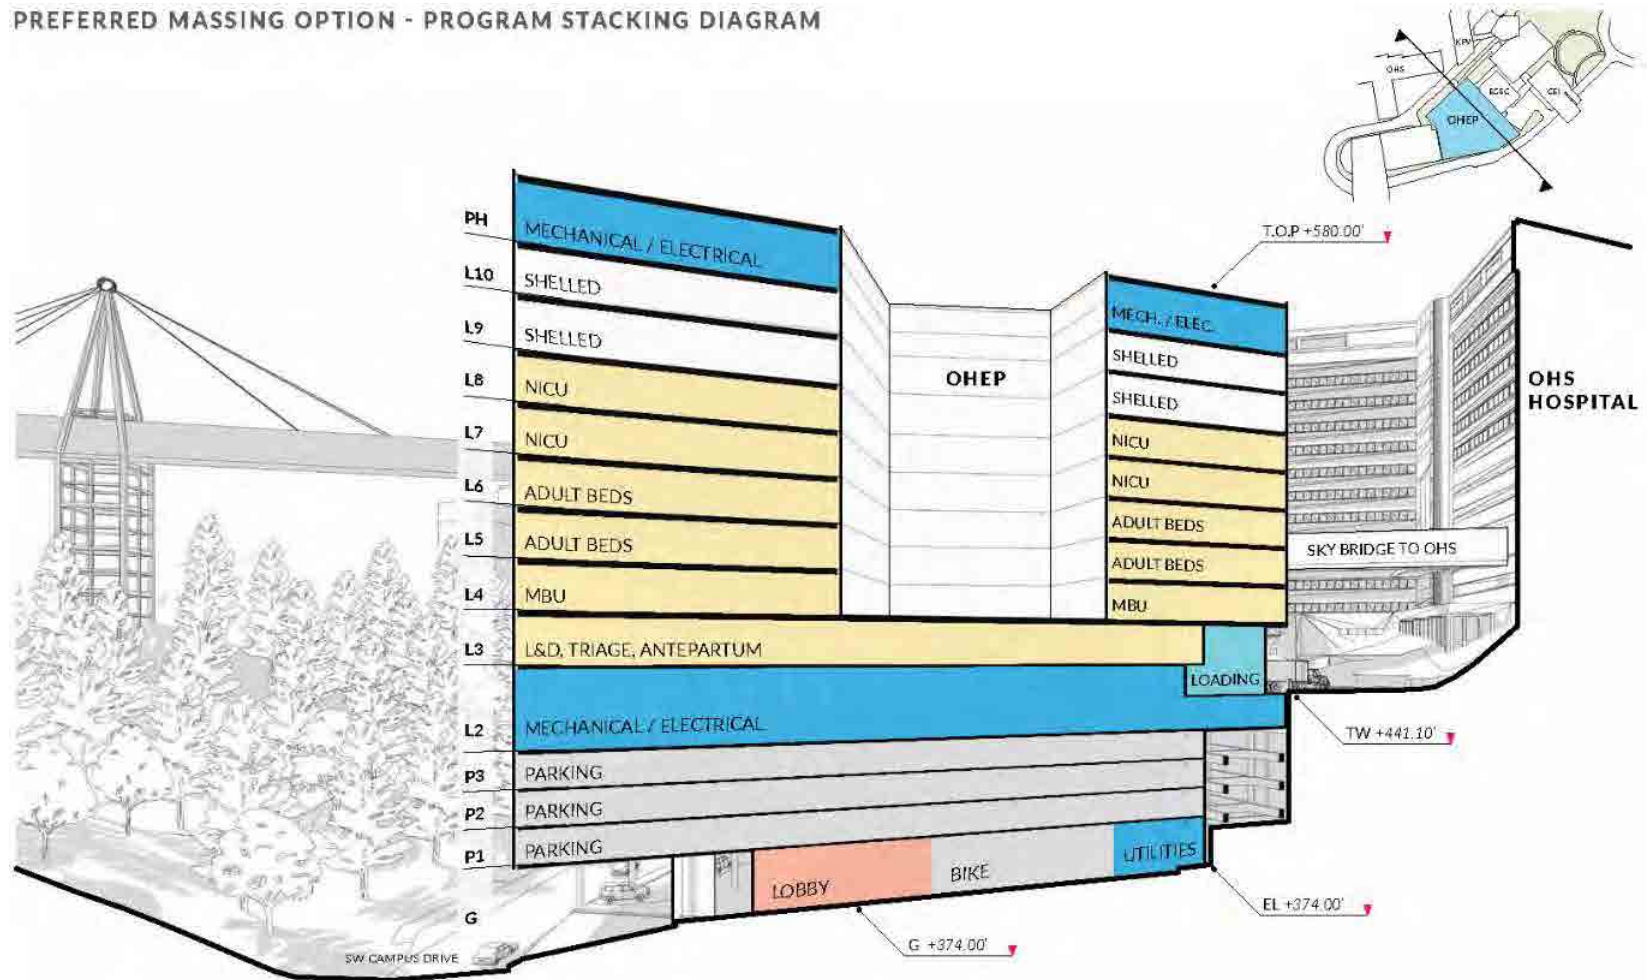 PREFERRED MASSING OPTION - PROGRAM STACKING DIAGRAM
KPV
OHS
ECSC
CEI
OHEP
T.O.P +580.00'
PH
MECHANICAL / ELECTRICAL
L10
SHELLED
L9
SHELLED
L8
NICU
L7
NICU
L6
ADULT BEDS
L5
ADULT BEDS
L4
MBU
L3
L&D, TRIAGE, ANTEPARTUM
L2
MECHANICAL / ELECTRICAL
P3
PARKING
P2
PARKING
P1
PARKING
G
OHEP
MECH. / ELEC.
SHELLED
SHELLED
NICU
NICU
ADULT BEDS
ADULT BEDS
MBU
LOADING
OHS
HOSPITAL
SKY BRIDGE TO OHS
TW +441.10'
LOBBY
BIKE
UTILITIES
EL +374.00'
G +374.00'
SW CAMPUS DRIVE